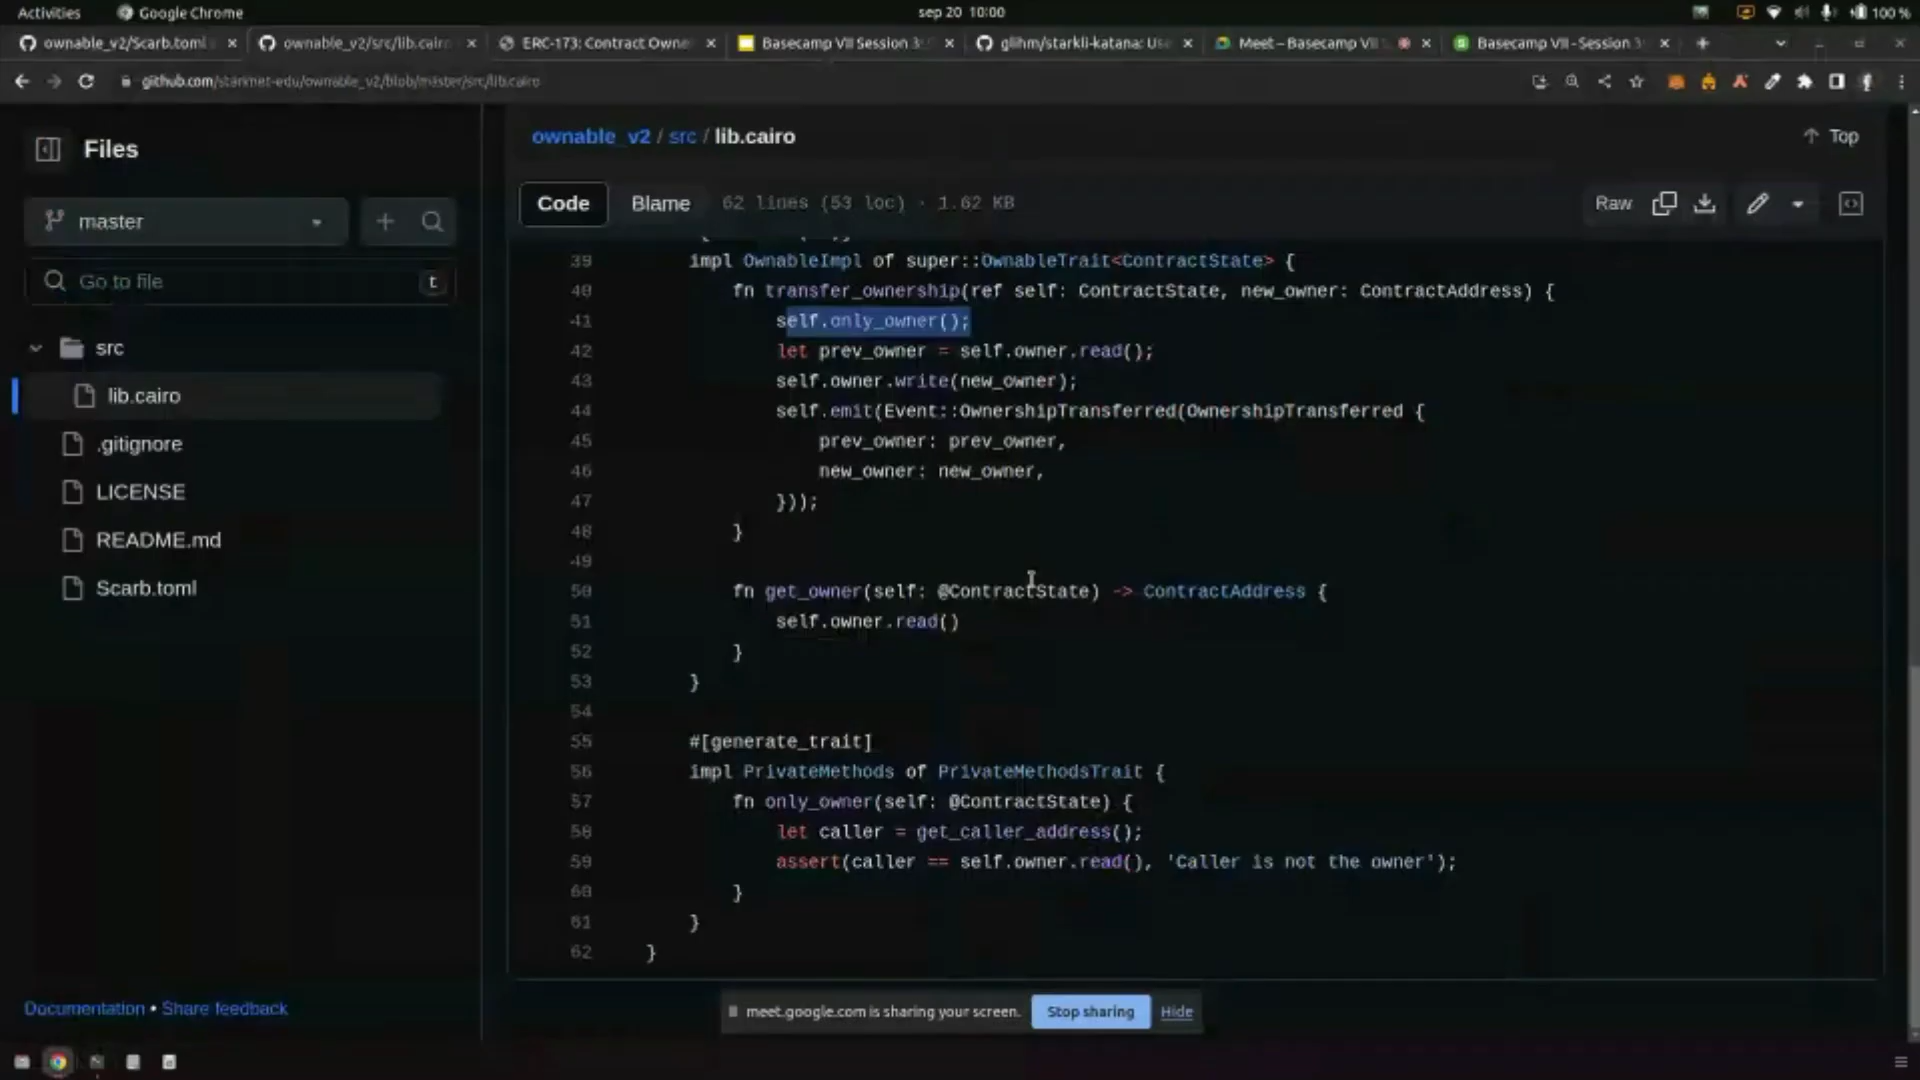 Activities
Google Chrome
sep 20 10:00
100 %
ownable_v2/Scarb.toml
ownable_v2/src/lib.cairo
ERC-173: Contract Owne
Basecamp VII Session 3:
glihm/starkli-katana: Use
Meet – Basecamp VII
Basecamp VII - Session 3
github.com/starknet-edu/ownable_v2/blob/master/src/lib.cairo
Files
master
Go to file
t
src
lib.cairo
.gitignore
LICENSE
README.md
Scarb.toml
Documentation • Share feedback
ownable_v2 / src / lib.cairo
Top
Code
Blame
62 lines (53 loc) · 1.62 KB
Raw
39 impl OwnableImpl of super::OwnableTrait<ContractState> {
40 fn transfer_ownership(ref self: ContractState, new_owner: ContractAddress) {
41 self.only_owner();
42 let prev_owner = self.owner.read();
43 self.owner.write(new_owner);
44 self.emit(Event::OwnershipTransferred(OwnershipTransferred {
45 prev_owner: prev_owner,
46 new_owner: new_owner,
47 }));
48 }
49
50 fn get_owner(self: @ContractState) -> ContractAddress {
51 self.owner.read()
52 }
53 }
54
55 #[generate_trait]
56 impl PrivateMethods of PrivateMethodsTrait {
57 fn only_owner(self: @ContractState) {
58 let caller = get_caller_address();
59 assert(caller == self.owner.read(), 'Caller is not the owner');
60 }
61 }
62 }
meet.google.com is sharing your screen.
Stop sharing
Hide